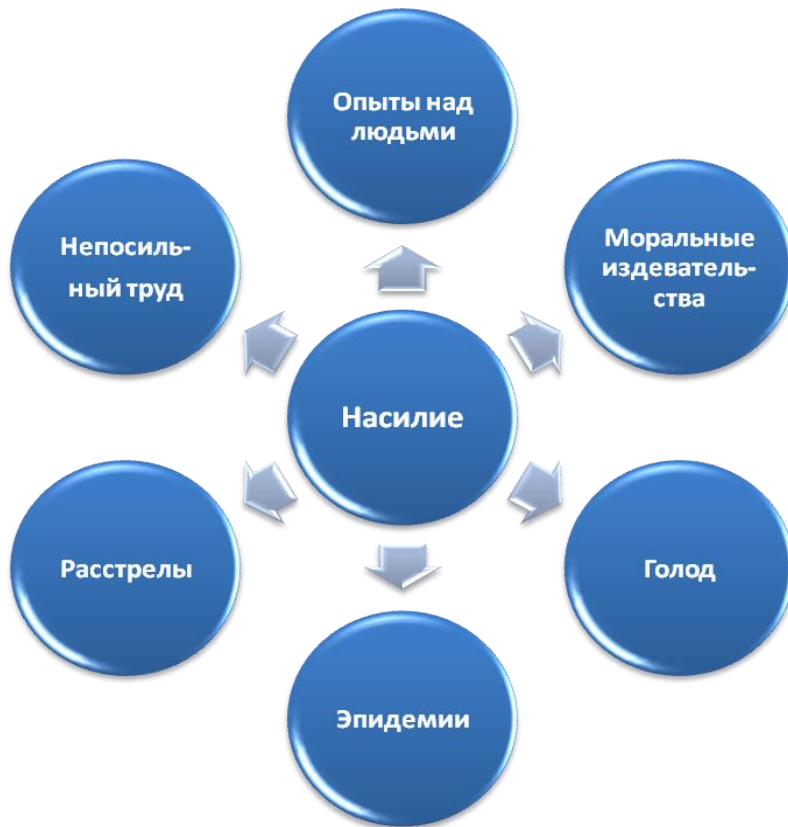 Опыты над
людьми
Моральные
издеватель-
ства
Голод
Эпидемии
Расстрелы
Непосиль-
ный труд
Насилие